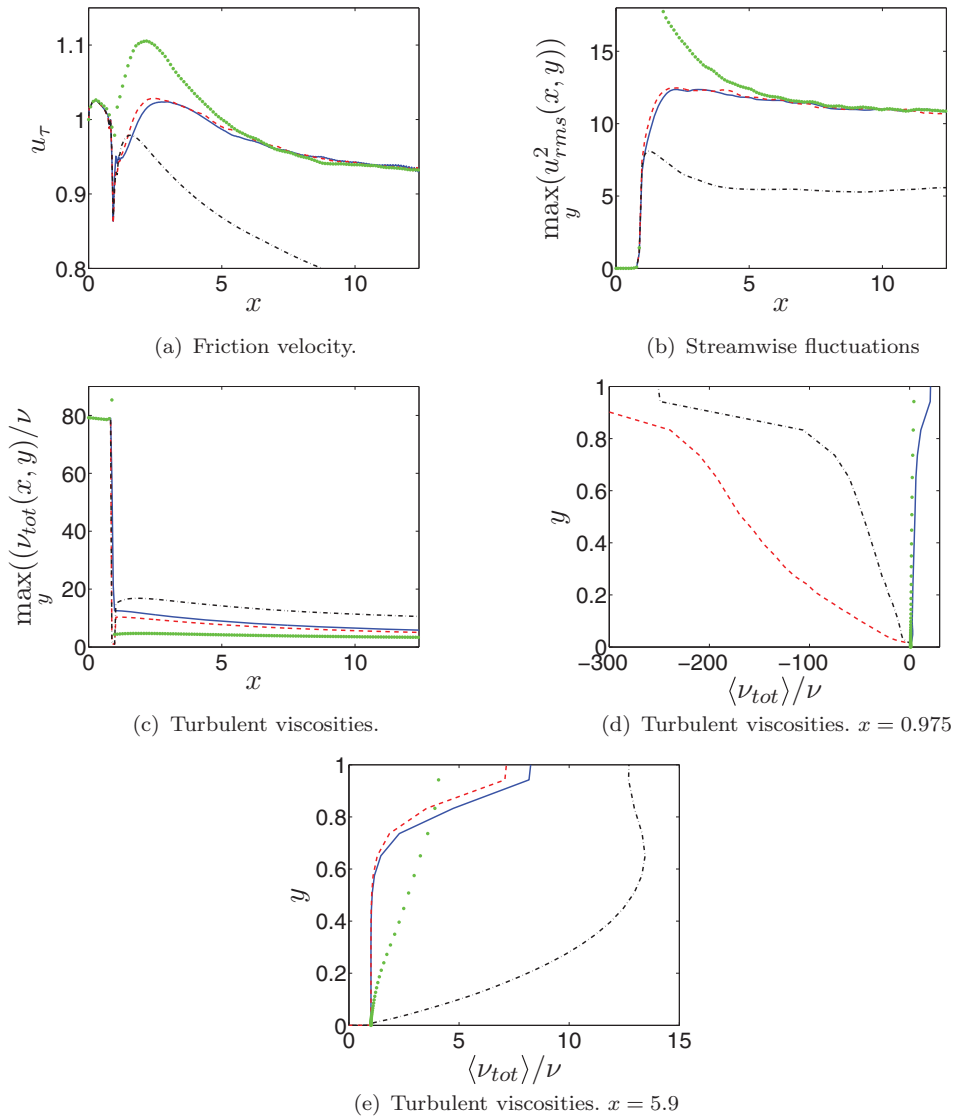 1.1
1
0.9
0.8
u_τ
0 5 10
x
(a) Friction velocity.
15
10
5
0
max_y(u²_rms(x, y))
0 5 10
x
(b) Streamwise fluctuations
80
60
40
20
0
max_y((ν_tot(x, y)/ν
0 5 10
x
(c) Turbulent viscosities.
1
0.8
0.6
0.4
0.2
0
y
−300 −200 −100 0
⟨ν_tot⟩/ν
(d) Turbulent viscosities. x = 0.975
1
0.8
0.6
0.4
0.2
0
y
0 5 10 15
⟨ν_tot⟩/ν
(e) Turbulent viscosities. x = 5.9